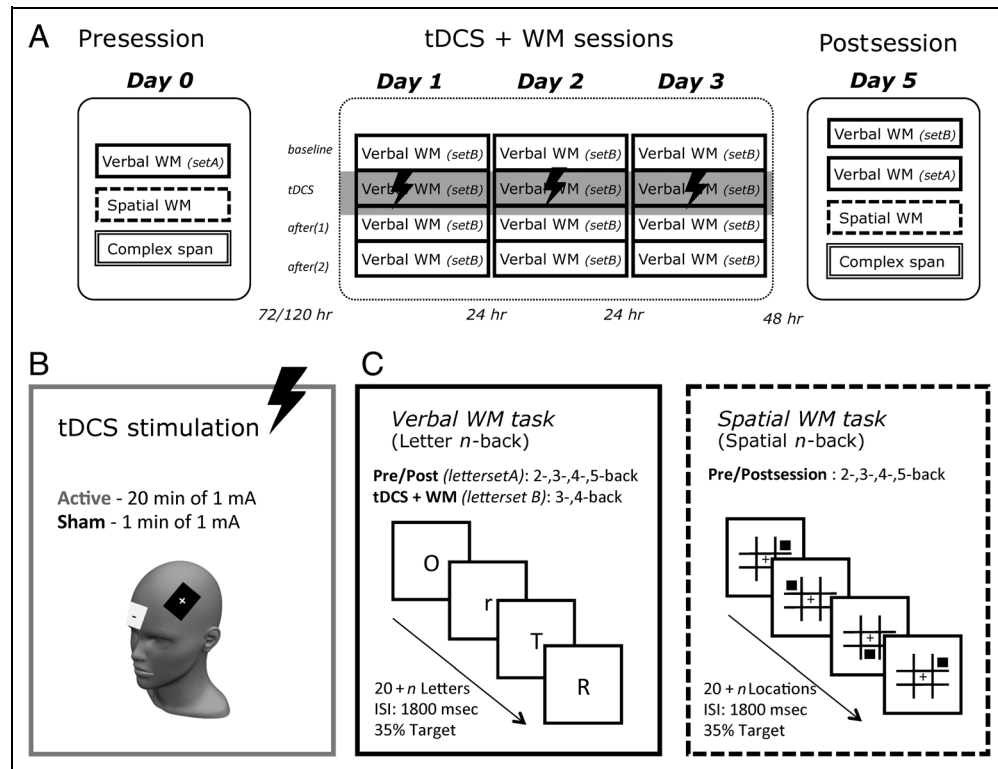 A
Presession
tDCS + WM sessions
Postsession
Day 0
Day 1
Day 2
Day 3
Day 5
Verbal WM (setA)
Spatial WM
Complex span
baseline
tDCS
after(1)
after(2)
Verbal WM (setB)
Verbal WM (setB)
Verbal WM (setB)
Verbal WM (setB)
Verbal WM (setB)
Verbal WM (setB)
Verbal WM (setB)
Verbal WM (setB)
Verbal WM (setB)
Verbal WM (setB)
Verbal WM (setB)
Verbal WM (setB)
Verbal WM (setB)
Verbal WM (setA)
Spatial WM
Complex span
72/120 hr
24 hr
24 hr
48 hr
B
tDCS stimulation
Active - 20 min of 1 mA
Sham - 1 min of 1 mA
+
-
C
Verbal WM task
(Letter n-back)
Pre/Post (lettersetA): 2-,3-,4-,5-back
tDCS + WM (letterset B): 3-,4-back
O
r
T
R
20 + n Letters
ISI: 1800 msec
35% Target
Spatial WM task
(Spatial n-back)
Pre/Postsession : 2-,3-,4-,5-back
+
+
+
+
20 + n Locations
ISI: 1800 msec
35% Target